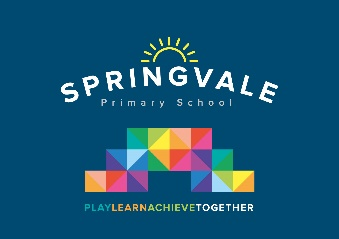 SPRINGVALE
Primary School
PLAYLEARNACHIEVETOGETHER